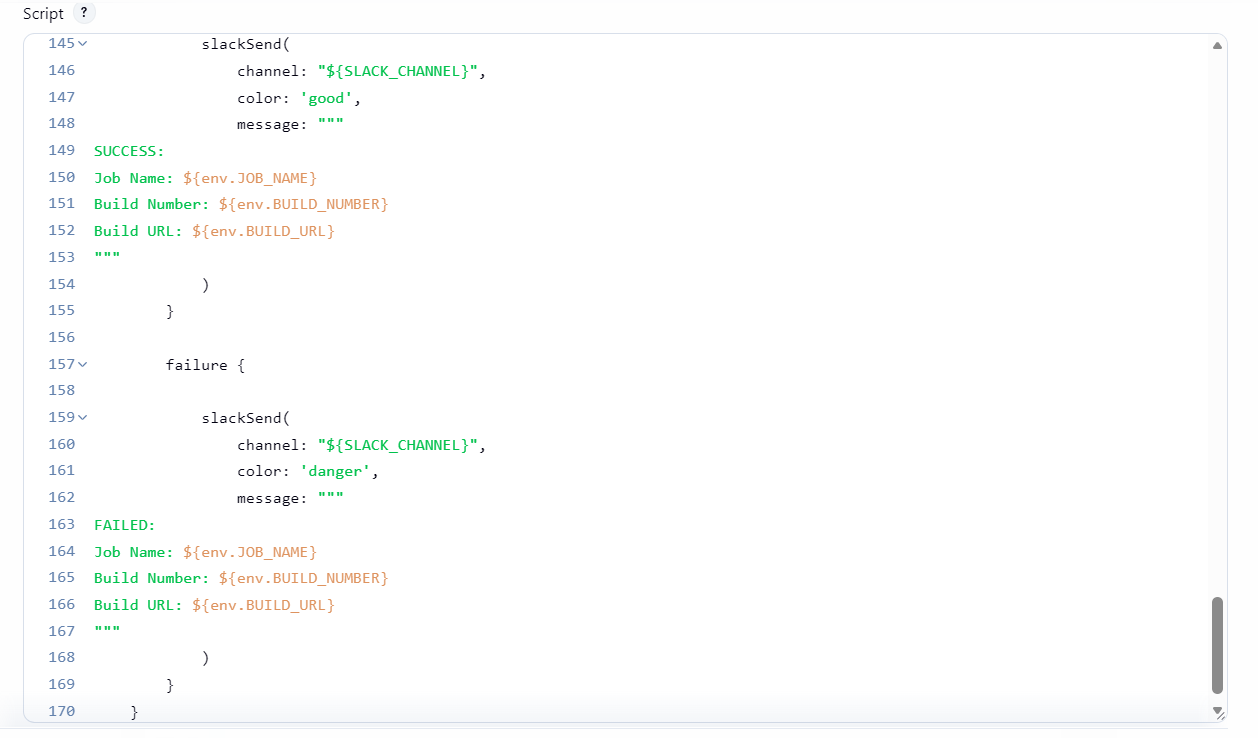 Script ?
145 slackSend(
146 channel: "${SLACK_CHANNEL}",
147 color: 'good',
148 message: """
149 SUCCESS:
150 Job Name: ${env.JOB_NAME}
151 Build Number: ${env.BUILD_NUMBER}
152 Build URL: ${env.BUILD_URL}
153 """
154 )
155 }
156
157 failure {
158
159 slackSend(
160 channel: "${SLACK_CHANNEL}",
161 color: 'danger',
162 message: """
163 FAILED:
164 Job Name: ${env.JOB_NAME}
165 Build Number: ${env.BUILD_NUMBER}
166 Build URL: ${env.BUILD_URL}
167 """
168 )
169 }
170 }